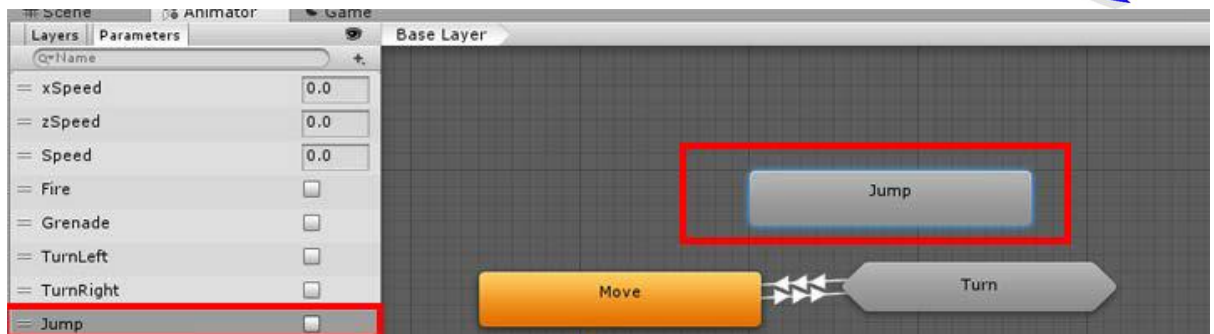 Scene Animator Game
Layers Parameters Base Layer
Name
xSpeed 0.0
zSpeed 0.0
Speed 0.0
Fire
Grenade
TurnLeft
TurnRight
Jump
Jump
Move
Turn